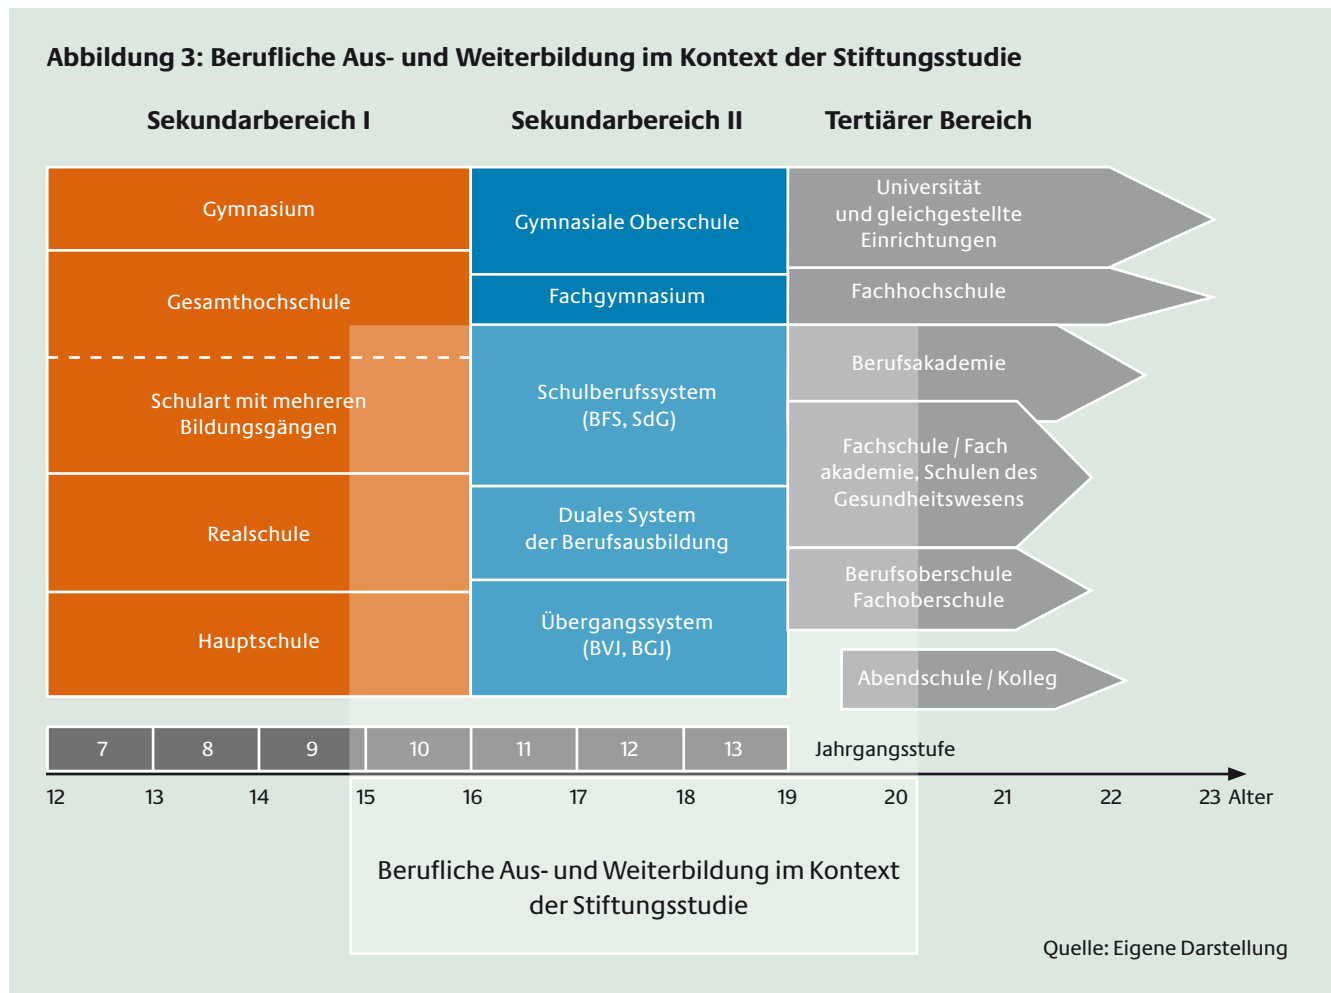 Abbildung 3: Berufliche Aus- und Weiterbildung im Kontext der Stiftungsstudie
Sekundarbereich I
Sekundarbereich II
Tertiärer Bereich
Gymnasium
Gesamthochschule
Schulart mit mehreren
Bildungsgängen
Realschule
Hauptschule
Gymnasiale Oberschule
Fachgymnasium
Schulberufssystem
(BFS, SdG)
Duales System
der Berufsausbildung
Übergangssystem
(BVJ, BGJ)
Universität
und gleichgestellte
Einrichtungen
Fachhochschule
Berufsakademie
Fachschule / Fach
akademie, Schulen des
Gesundheitswesens
Berufsoberschule
Fachoberschule
Abendschule / Kolleg
7 8 9 10 11 12 13 Jahrgangsstufe
12 13 14 15 16 17 18 19 20 21 22 23 Alter
Berufliche Aus- und Weiterbildung im Kontext
der Stiftungsstudie
Quelle: Eigene Darstellung